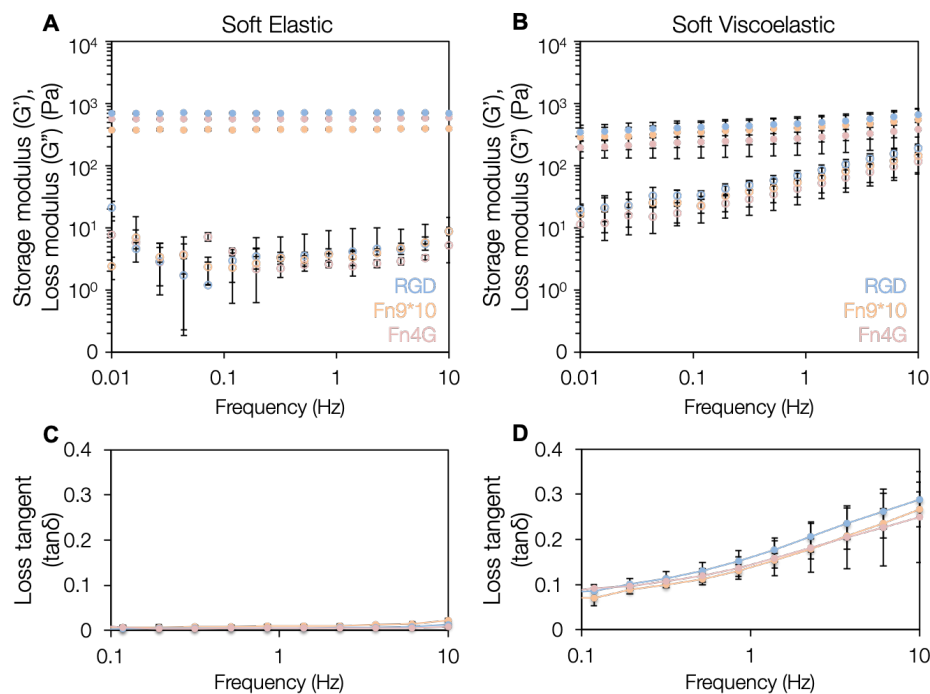 A
Soft Elastic
Storage modulus (G'),
Loss modulus (G") (Pa)
10⁴
10³
10²
10¹
10⁰
0
RGD
Fn9*10
Fn4G
0.01
0.1
1
10
Frequency (Hz)
B
Soft Viscoelastic
Storage modulus (G'),
Loss modulus (G") (Pa)
10⁴
10³
10²
10¹
10⁰
0
RGD
Fn9*10
Fn4G
0.01
0.1
1
10
Frequency (Hz)
C
Loss tangent
(tanδ)
0.4
0.3
0.2
0.1
0
0.1
1
10
Frequency (Hz)
D
Loss tangent
(tanδ)
0.4
0.3
0.2
0.1
0
0.1
1
10
Frequency (Hz)